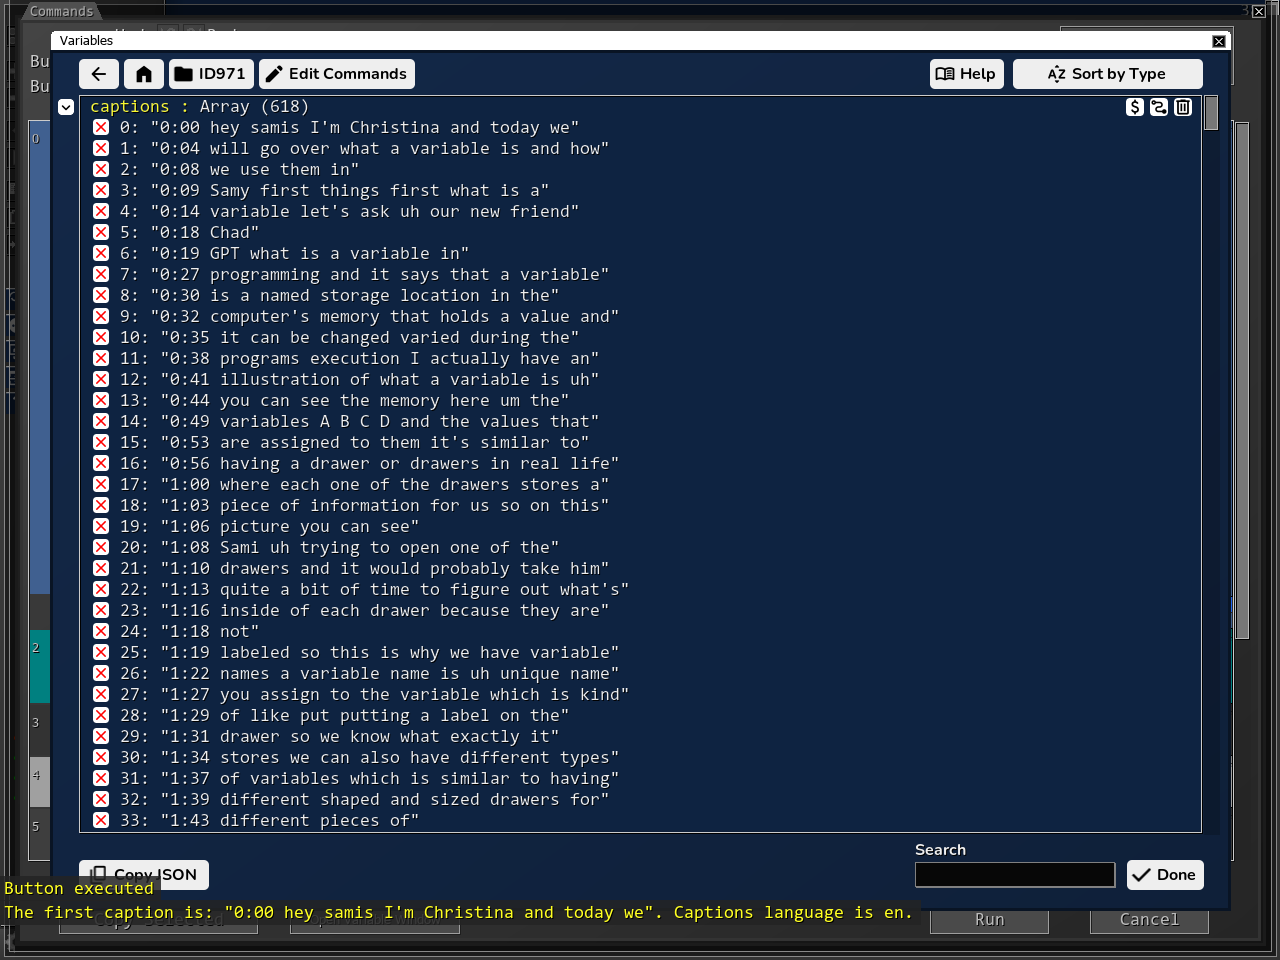 Commands
Variables
Bu
Bu
ID971
Edit Commands
Help
Sort by Type
captions : Array (618)
0: "0:00 hey samis I'm Christina and today we"
1: "0:04 will go over what a variable is and how"
2: "0:08 we use them in"
3: "0:09 Samy first things first what is a"
4: "0:14 variable let's ask uh our new friend"
5: "0:18 Chad"
6: "0:19 GPT what is a variable in"
7: "0:27 programming and it says that a variable"
8: "0:30 is a named storage location in the"
9: "0:32 computer's memory that holds a value and"
10: "0:35 it can be changed varied during the"
11: "0:38 programs execution I actually have an"
12: "0:41 illustration of what a variable is uh"
13: "0:44 you can see the memory here um the"
14: "0:49 variables A B C D and the values that"
15: "0:53 are assigned to them it's similar to"
16: "0:56 having a drawer or drawers in real life"
17: "1:00 where each one of the drawers stores a"
18: "1:03 piece of information for us so on this"
19: "1:06 picture you can see"
20: "1:08 Sami uh trying to open one of the"
21: "1:10 drawers and it would probably take him"
22: "1:13 quite a bit of time to figure out what's"
23: "1:16 inside of each drawer because they are"
24: "1:18 not"
25: "1:19 labeled so this is why we have variable"
26: "1:22 names a variable name is uh unique name"
27: "1:27 you assign to the variable which is kind"
28: "1:29 of like put putting a label on the"
29: "1:31 drawer so we know what exactly it"
30: "1:34 stores we can also have different types"
31: "1:37 of variables which is similar to having"
32: "1:39 different shaped and sized drawers for"
33: "1:43 different pieces of"
0
2
3
4
5
Search
Copy JSON
Done
Button executed
The first caption is: "0:00 hey samis I'm Christina and today we". Captions language is en.
Run
Cancel